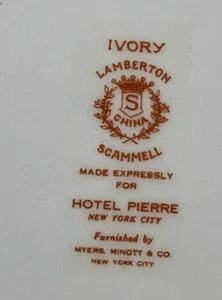 IVORY
LAMBERTON
S
CHINA
SCAMMELL
MADE EXPRESSLY
FOR
HOTEL PIERRE
NEW YORK CITY
Furnished by
MYERS, MINOTT & CO.
NEW YORK CITY